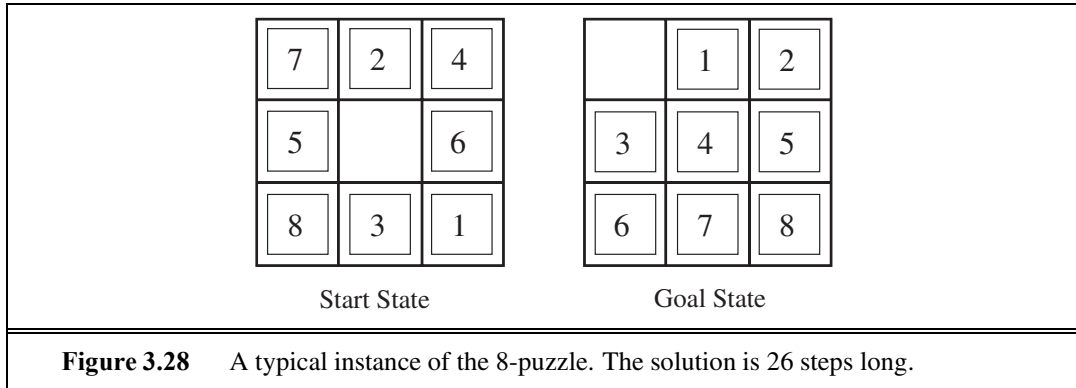 7 2 4
5 6
8 3 1
Start State
1 2
3 4 5
6 7 8
Goal State
Figure 3.28 A typical instance of the 8-puzzle. The solution is 26 steps long.